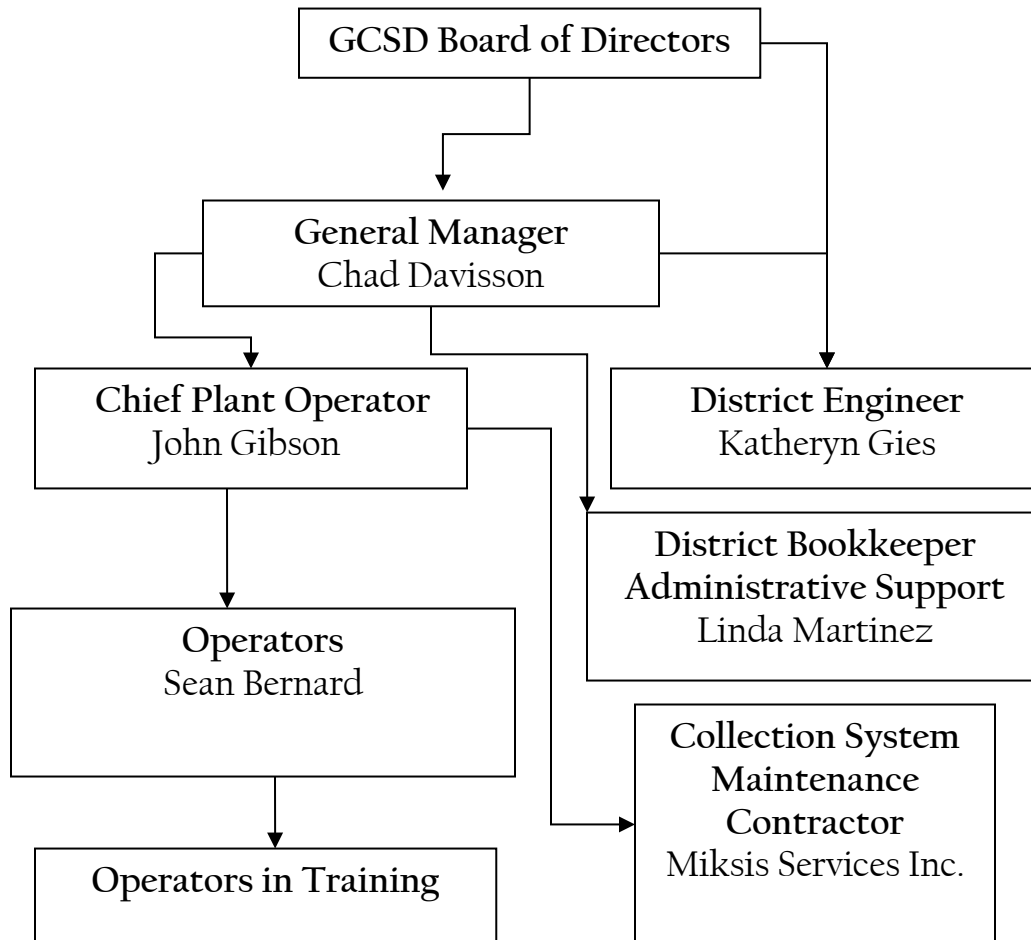 GCSD Board of Directors
General Manager
Chad Davisson
Chief Plant Operator
John Gibson
District Engineer
Katheryn Gies
District Bookkeeper
Administrative Support
Linda Martinez
Operators
Sean Bernard
Collection System
Maintenance
Contractor
Miksis Services Inc.
Operators in Training